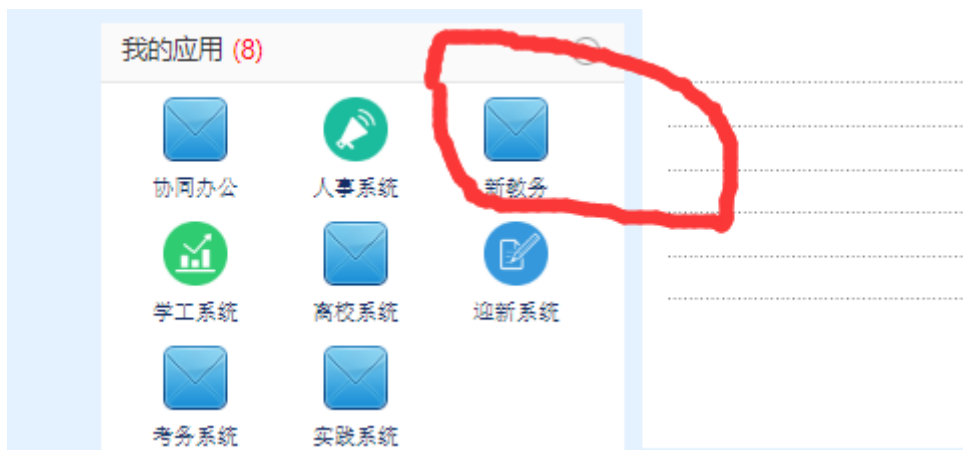 我的应用 (8)
协同办公 人事系统 新教务
学工系统 离校系统 迎新系统
考务系统 实践系统